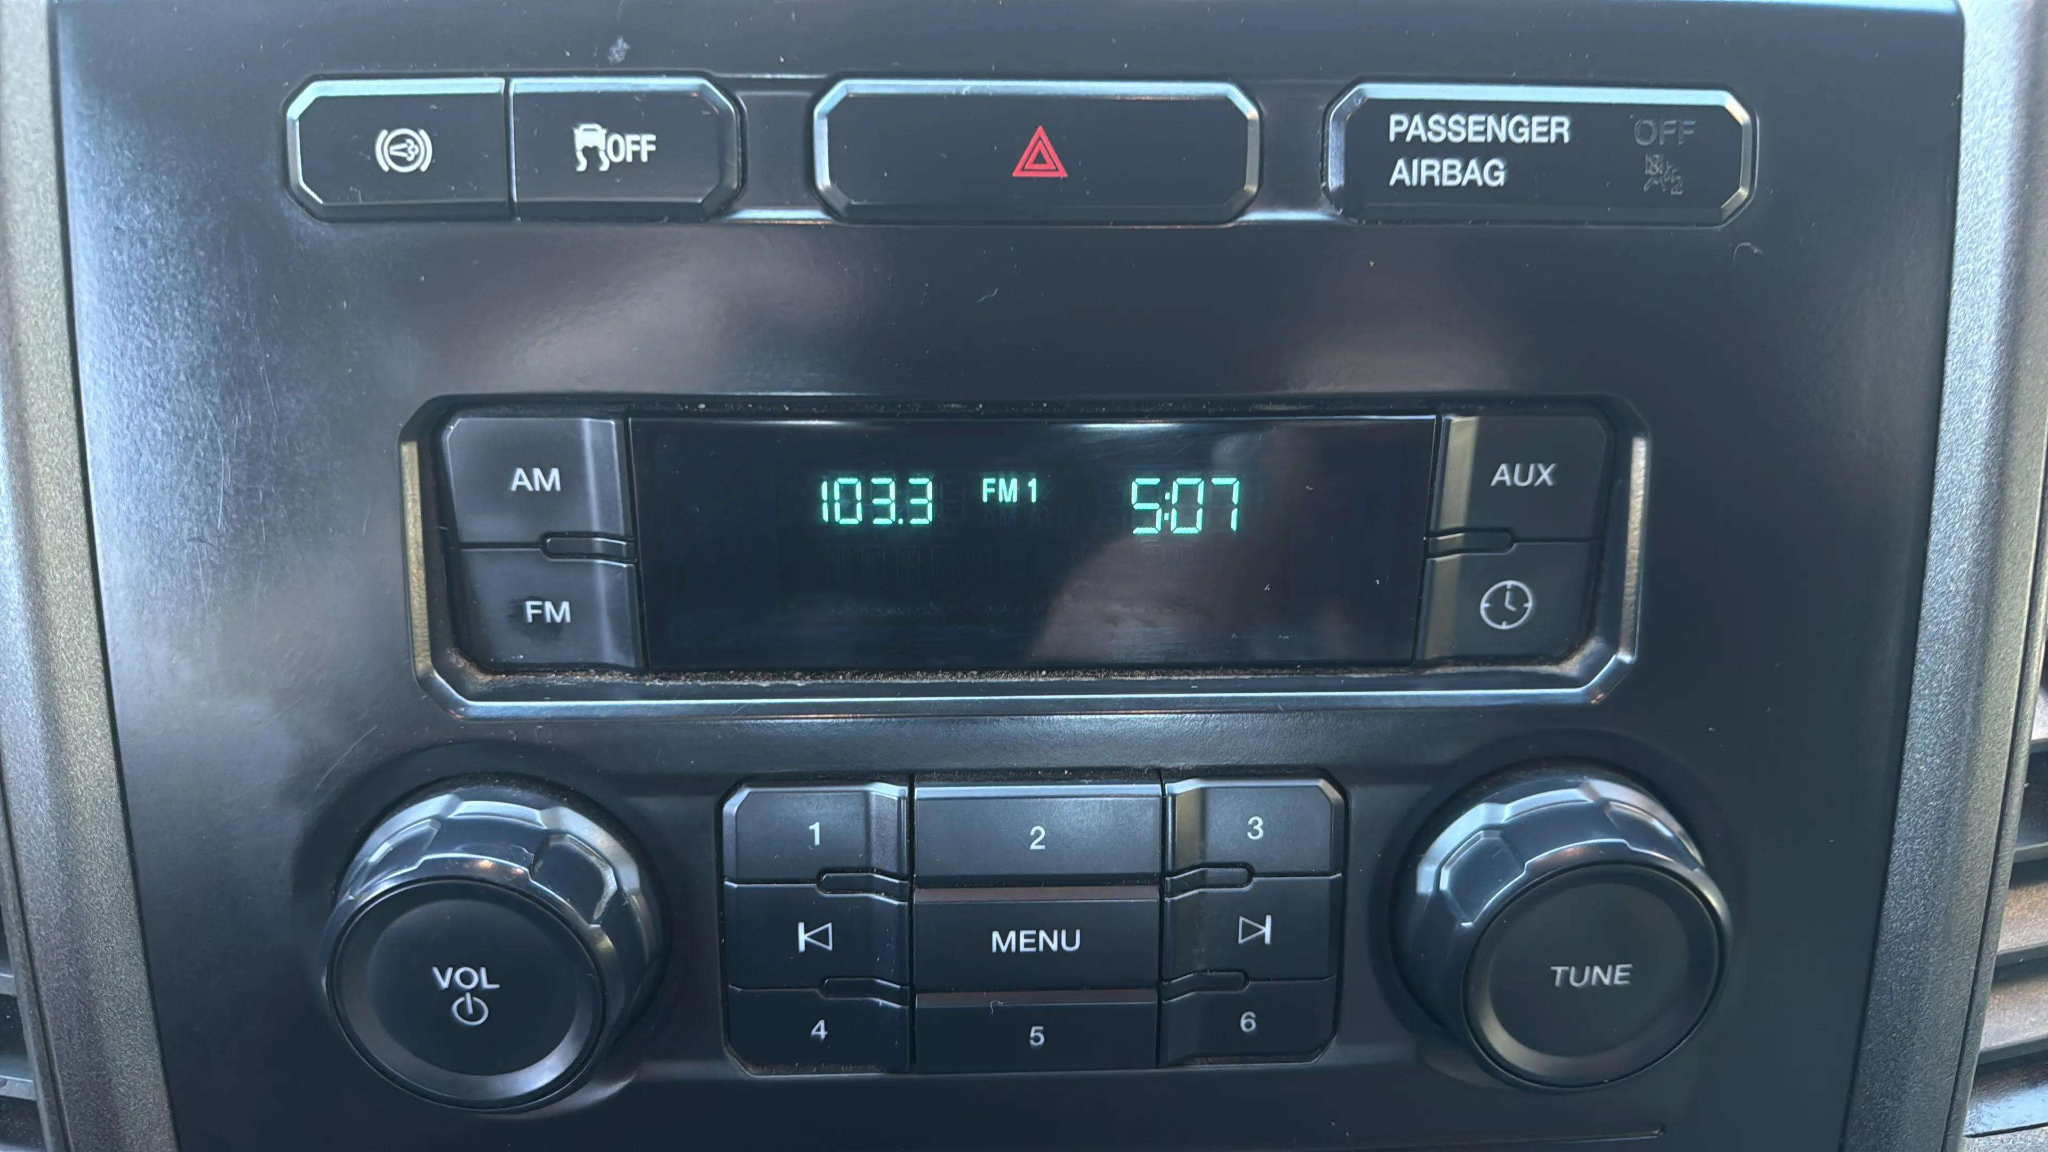 OFF
PASSENGER OFF
AIRBAG
AM
103.3 FM 1 5:07
AUX
FM
1 2 3
MENU
VOL
TUNE
4 5 6